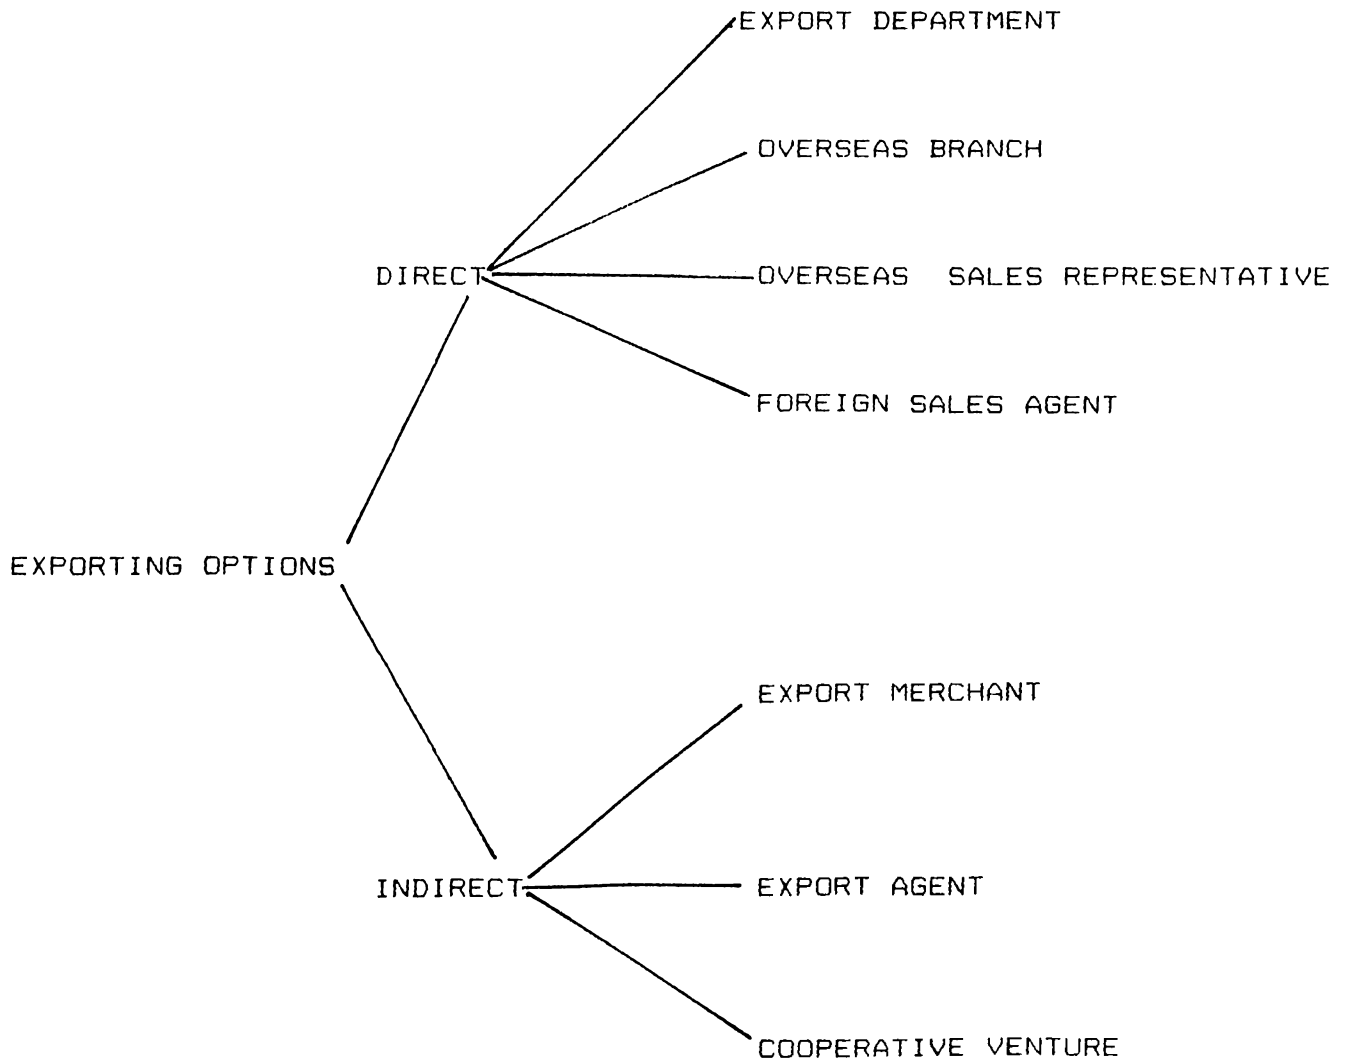 EXPORT DEPARTMENT
OVERSEAS BRANCH
DIRECT
OVERSEAS SALES REPRESENTATIVE
FOREIGN SALES AGENT
EXPORTING OPTIONS
EXPORT MERCHANT
INDIRECT
EXPORT AGENT
COOPERATIVE VENTURE